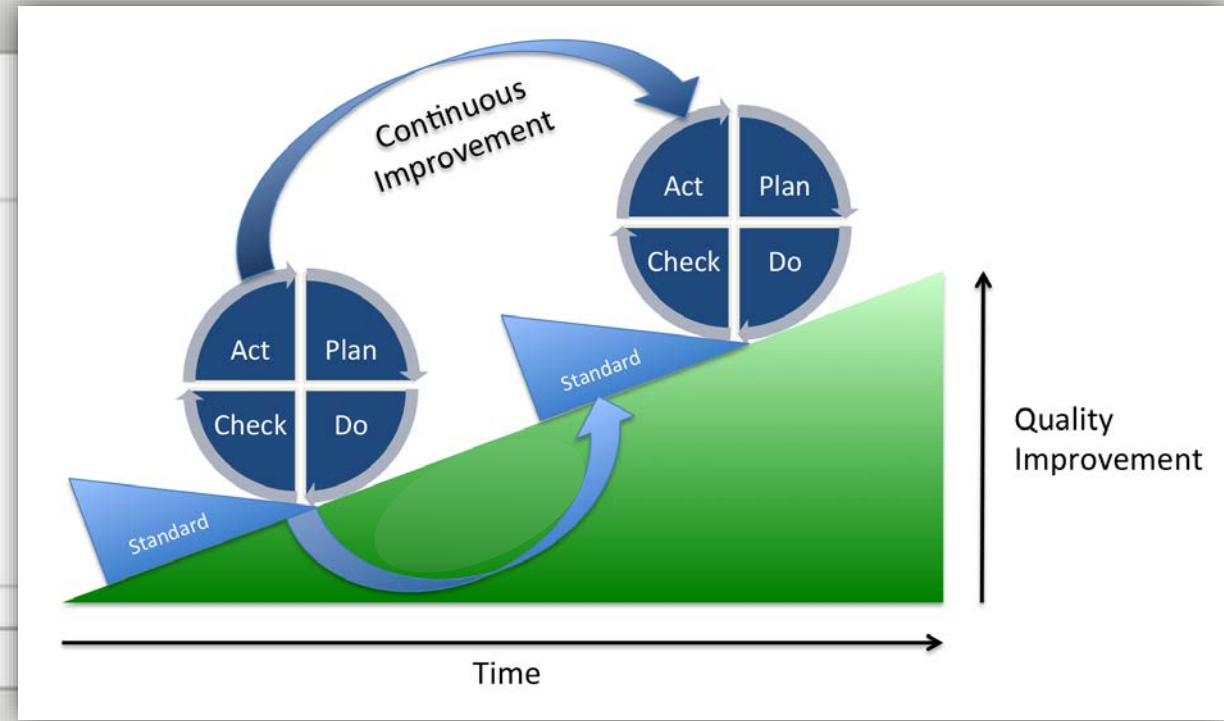 Continuous
Improvement
Act
Plan
Check
Do
Act
Plan
Check
Do
Standard
Standard
Quality
Improvement
Time